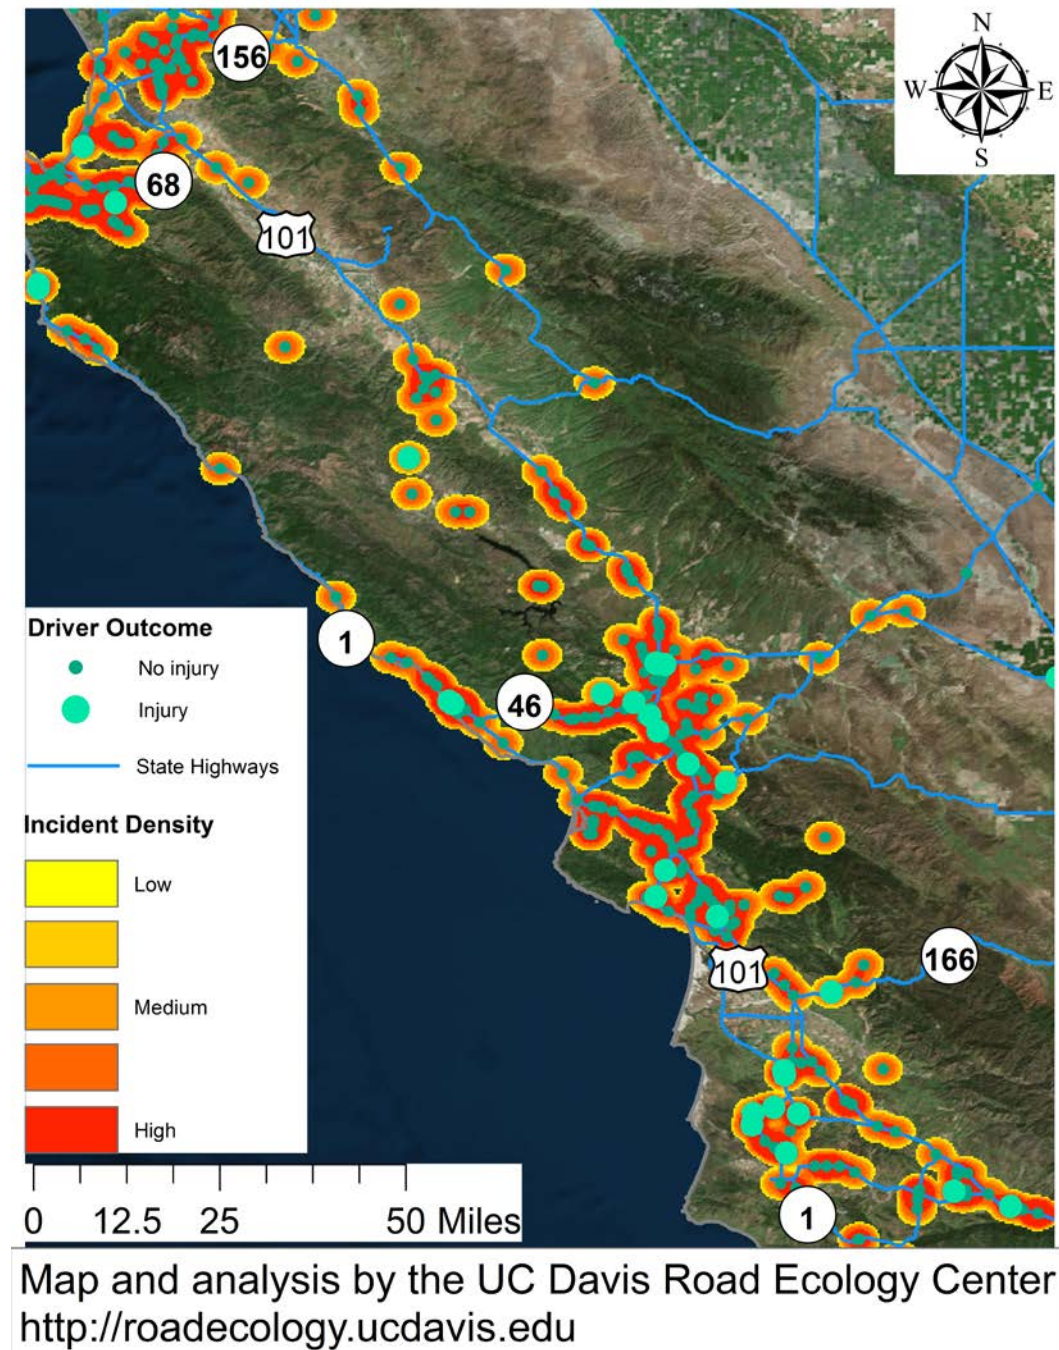 N
W E
S
156
68
101
1
46
101
166
1
Driver Outcome
No injury
Injury
State Highways
Incident Density
Low
Medium
High
0 12.5 25 50 Miles
Map and analysis by the UC Davis Road Ecology Center
http://roadecology.ucdavis.edu